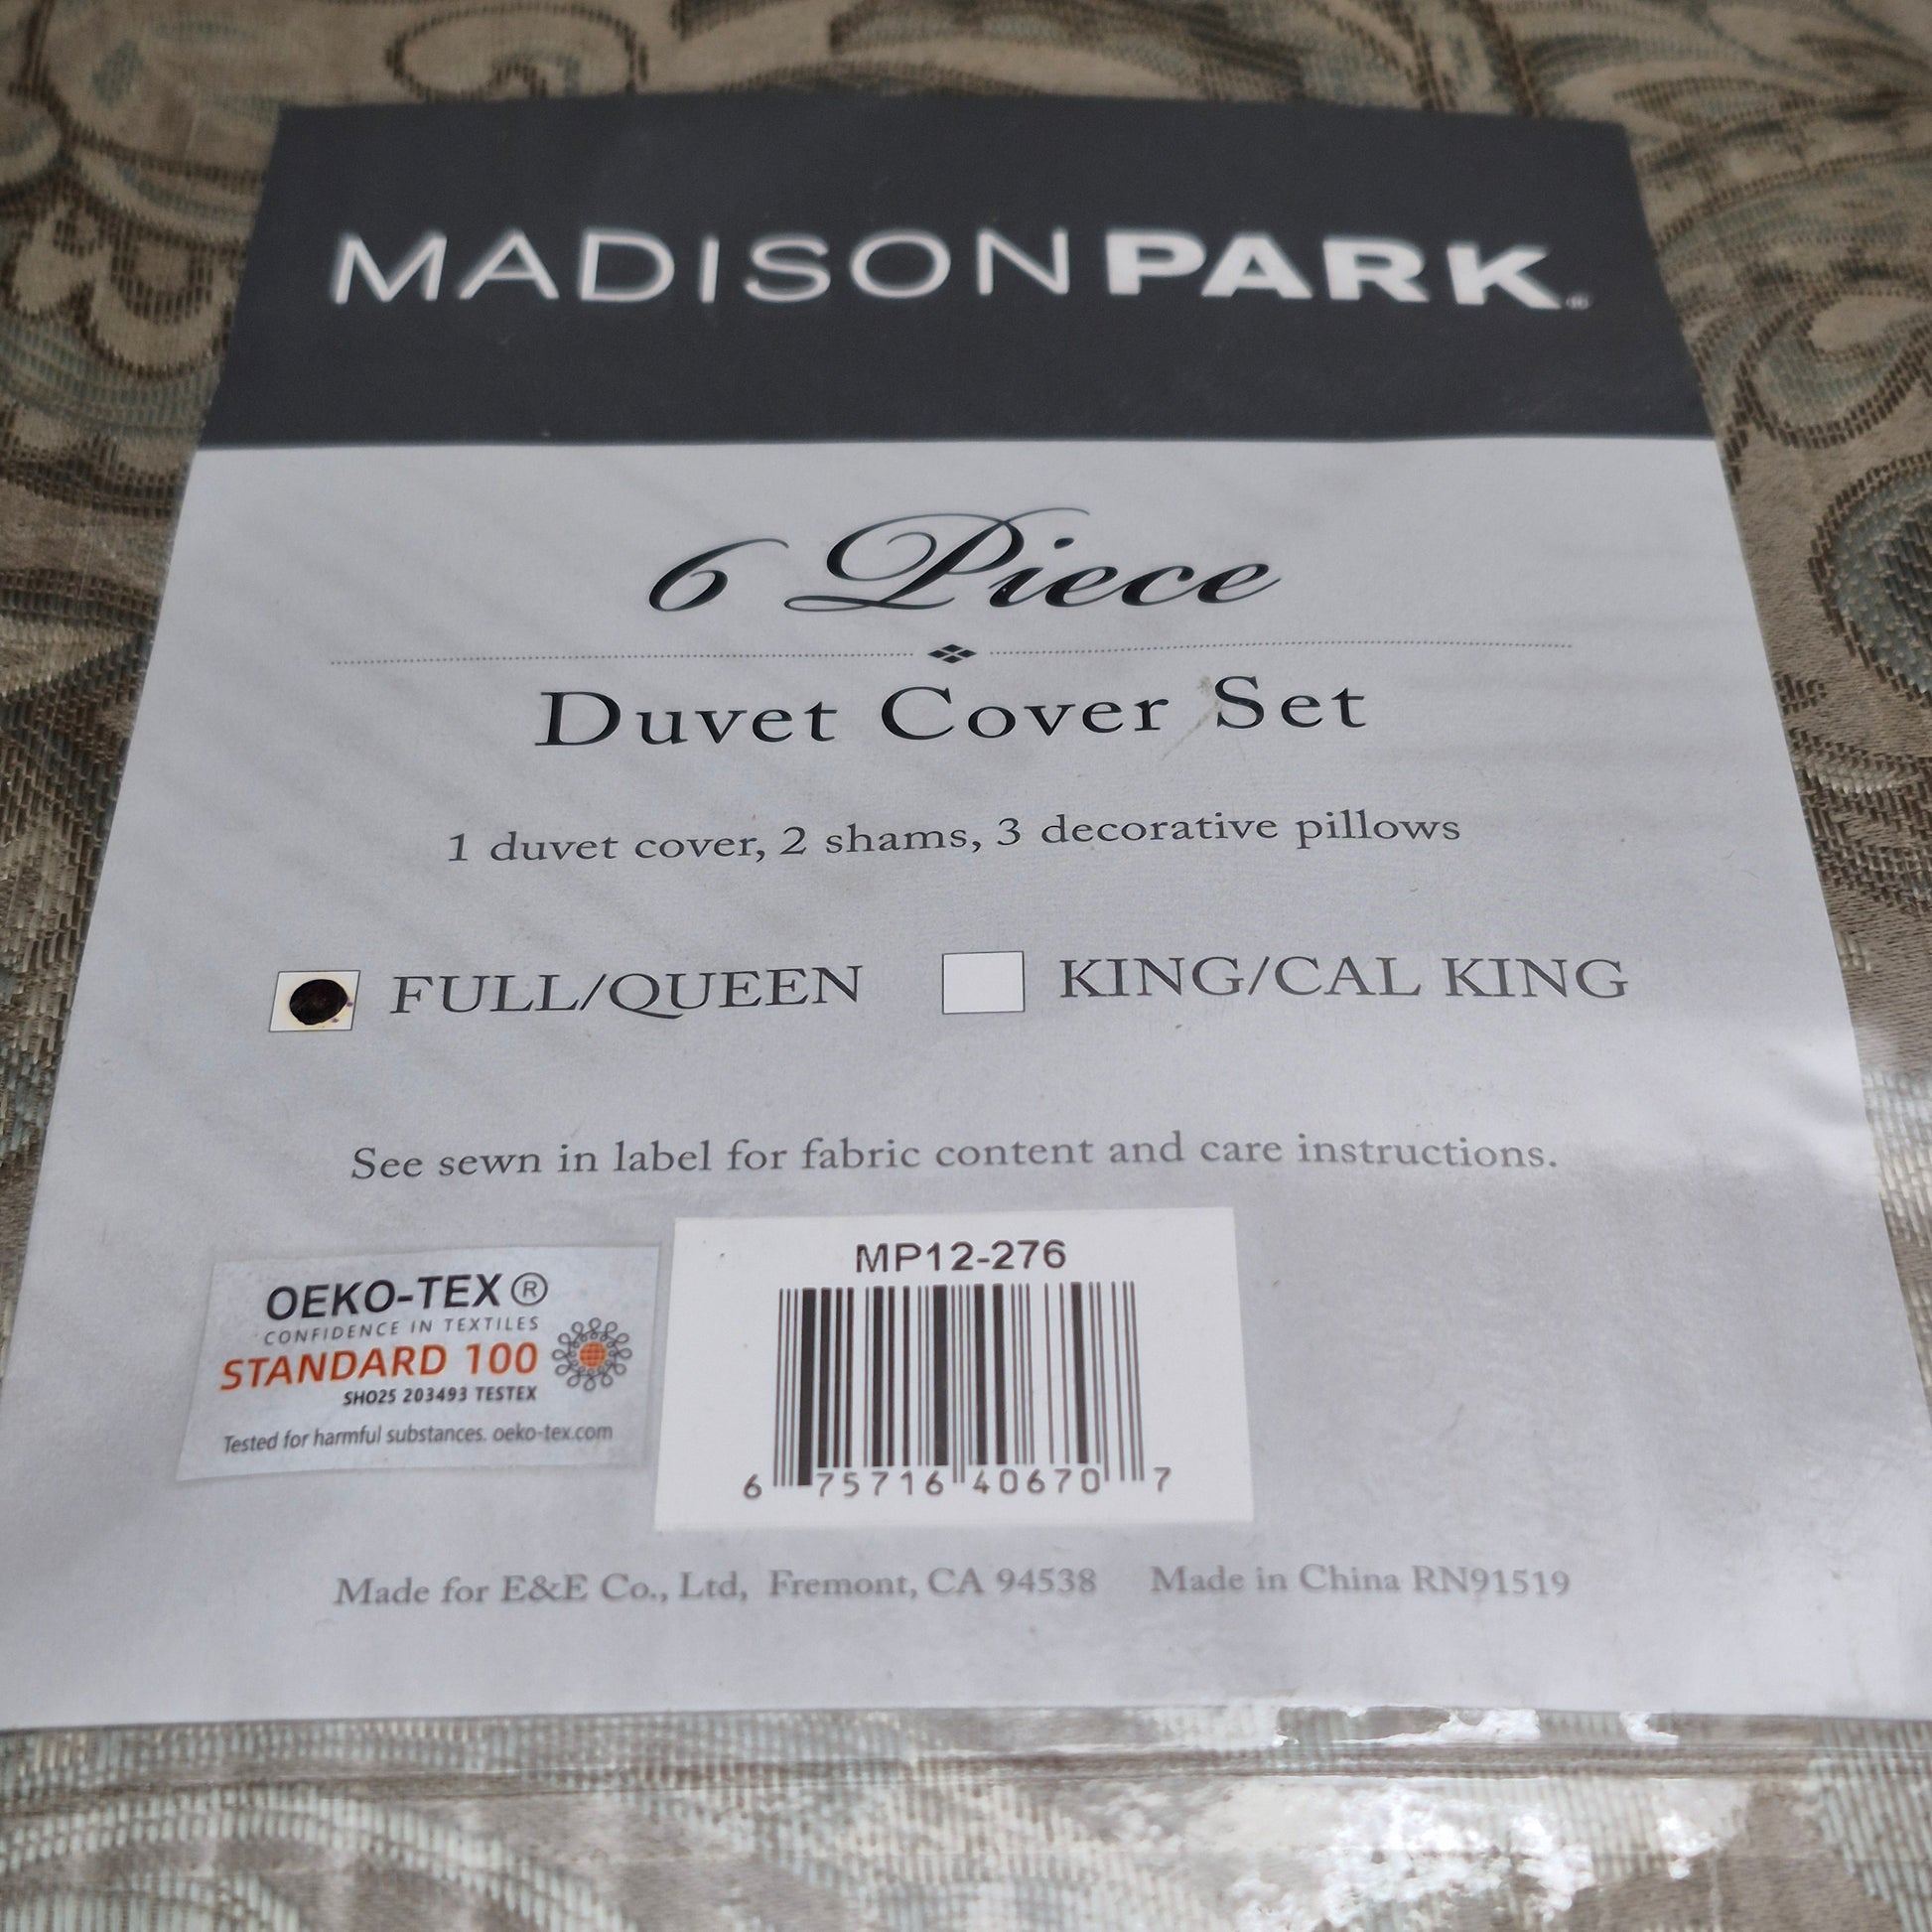 MADISONPARK®
6 Piece
Duvet Cover Set
1 duvet cover, 2 shams, 3 decorative pillows
FULL/QUEEN KING/CAL KING
See sewn in label for fabric content and care instructions.
OEKO-TEX®
CONFIDENCE IN TEXTILES
STANDARD 100
SHO25 203493 TESTEX
Tested for harmful substances. oeko-tex.com
MP12-276
6 75716 40670 7
Made for E&E Co., Ltd, Fremont, CA 94538 Made in China RN91519